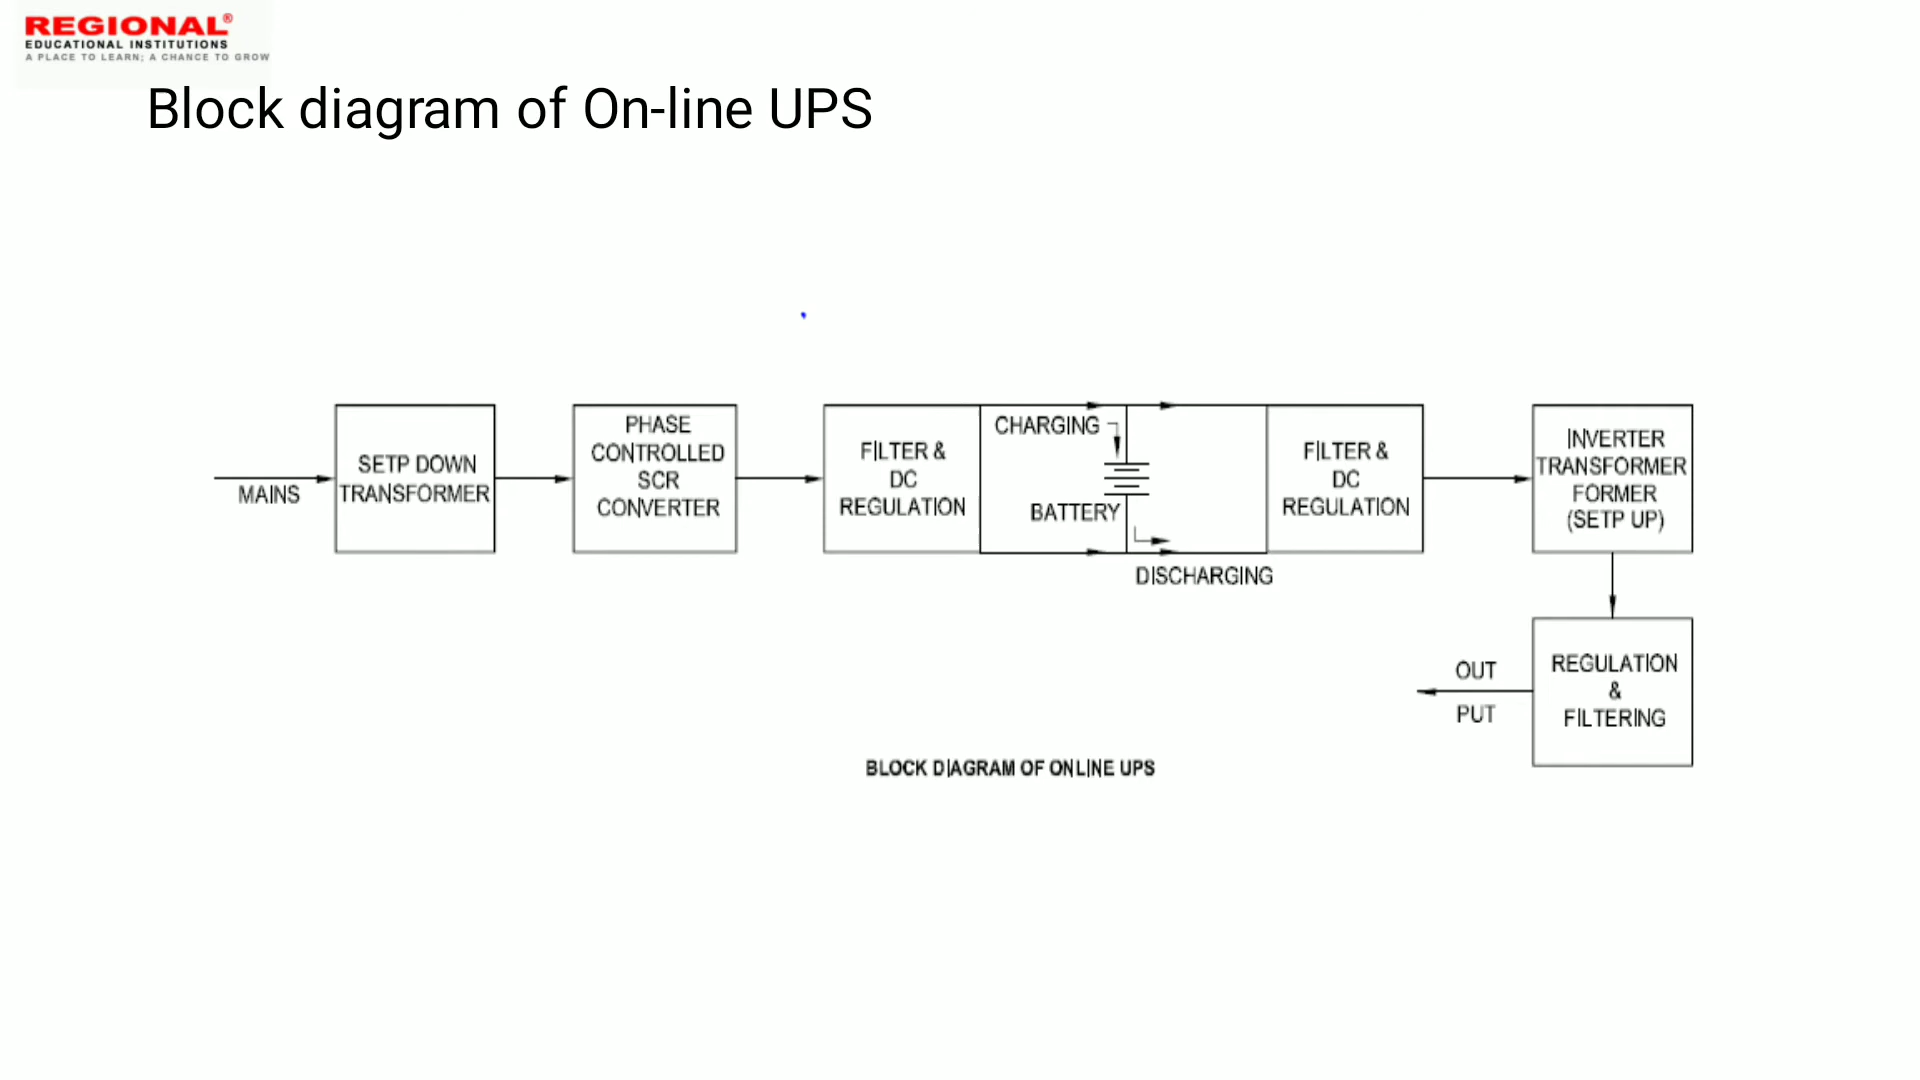 REGIONAL®
EDUCATIONAL INSTITUTIONS
A PLACE TO LEARN; A CHANCE TO GROW
Block diagram of On-line UPS
MAINS
SETP DOWN
TRANSFORMER
PHASE
CONTROLLED
SCR
CONVERTER
FILTER &
DC
REGULATION
CHARGING
BATTERY
DISCHARGING
FILTER &
DC
REGULATION
INVERTER
TRANSFORMER
FORMER
(SETP UP)
REGULATION
&
FILTERING
OUT
PUT
BLOCK DIAGRAM OF ONLINE UPS